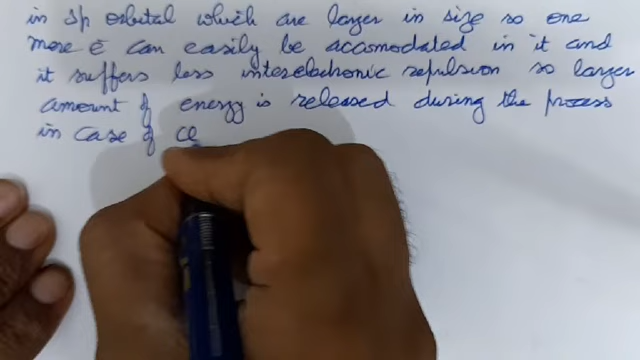 in 3p orbital which are larger in size so one
more e̅ can easily be accomodated in it and
it suffers less interelectronic repulsion so larger
amount of energy is released during the process
in case of Cl